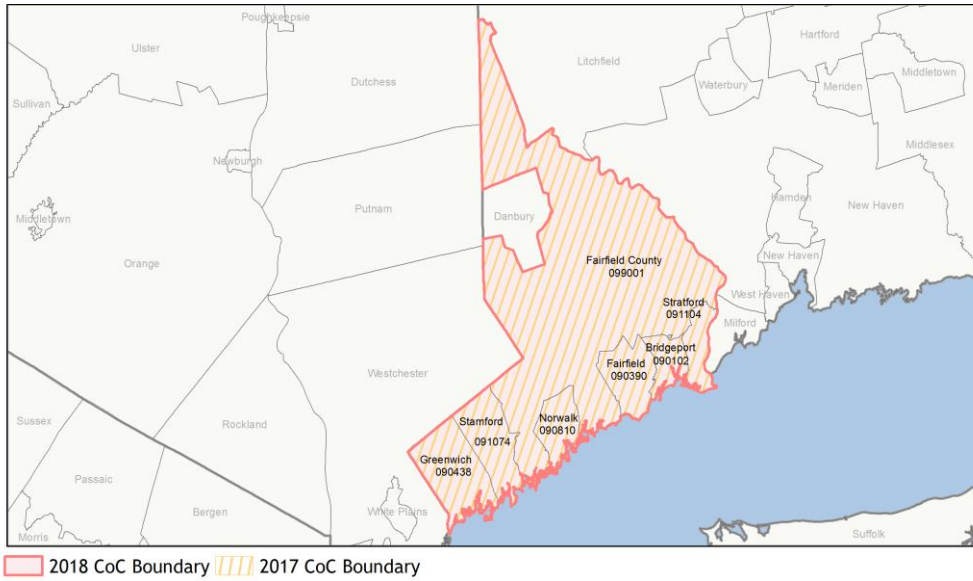 Poughkeepsie
Ulster
Hartford
Litchfield
Dutchess
Waterbury
Meriden
Middletown
Sullivan
Middlesex
Newburgh
Hamden
Putnam
Danbury
New Haven
Middletown
Orange
New Haven
Fairfield County
099001
West Haven
Stratford
091104
Milford
Bridgeport
090102
Fairfield
090390
Westchester
Sussex
Rockland
Stamford
091074
Norwalk
090810
Greenwich
090438
Passaic
Bergen
White Plains
Morris
Suffolk
2018 CoC Boundary 2017 CoC Boundary